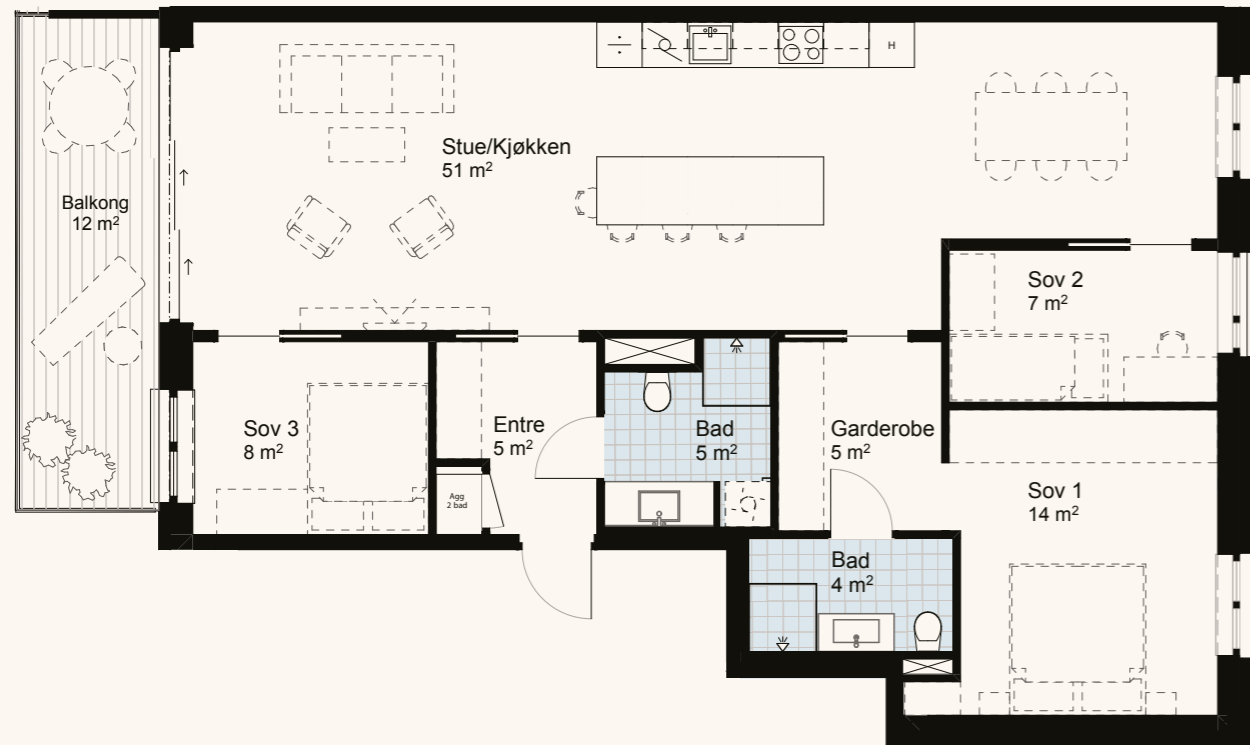 H
Stue/Kjøkken
51 m²
Balkong
12 m²
Sov 2
7 m²
Sov 3
8 m²
Entre
5 m²
Bad
5 m²
Garderobe
5 m²
Agg
2 bad
Sov 1
14 m²
Bad
4 m²